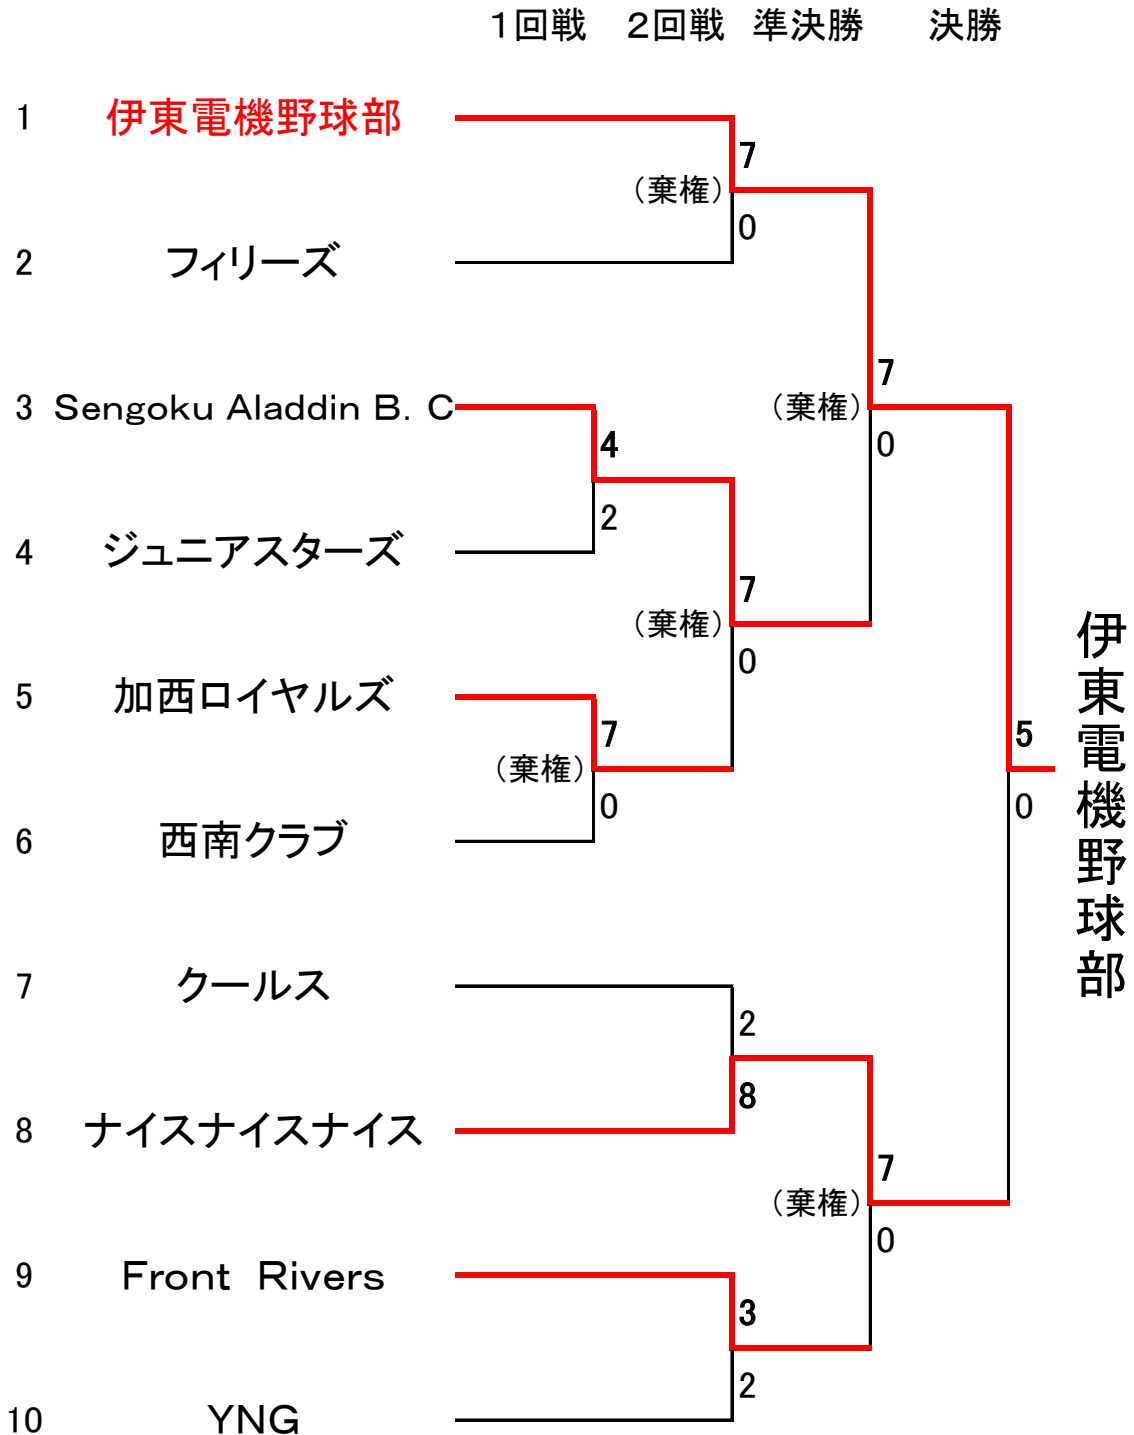 １回戦　２回戦　準決勝　決勝
1 伊東電機野球部
7
（棄権）
0
2 フィリーズ
3 Sengoku Aladdin B. C
7
（棄権）
0
4
2
4 ジュニアスターズ
7
（棄権）
0
5 加西ロイヤルズ
7
（棄権）
0
6 西南クラブ
5
0
伊東電機野球部
7 クールス
2
8
8 ナイスナイスナイス
7
（棄権）
0
9 Front Rivers
3
2
10 YNG